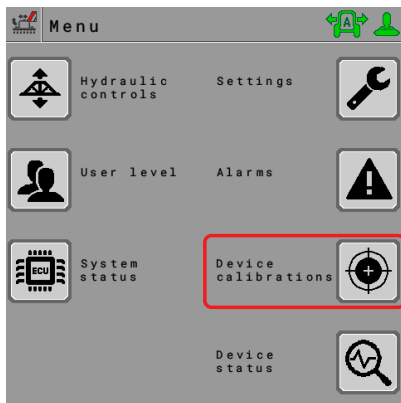 Menu
A
Hydraulic
controls
Settings
User level
Alarms
ECU
System
status
Device
calibrations
Device
status